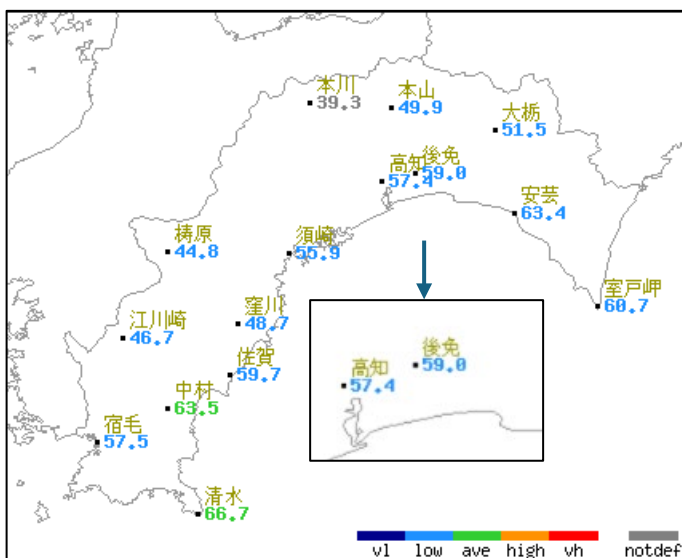 本川
39.3
本山
49.9
大栃
51.5
高知
57.4
後免
59.0
安芸
63.4
梼原
44.8
須崎
55.9
室戸岬
60.7
江川崎
46.7
窪川
48.7
佐賀
59.7
中村
63.5
宿毛
57.5
清水
66.7
後免
59.0
高知
57.4
vl low ave high vh notdef